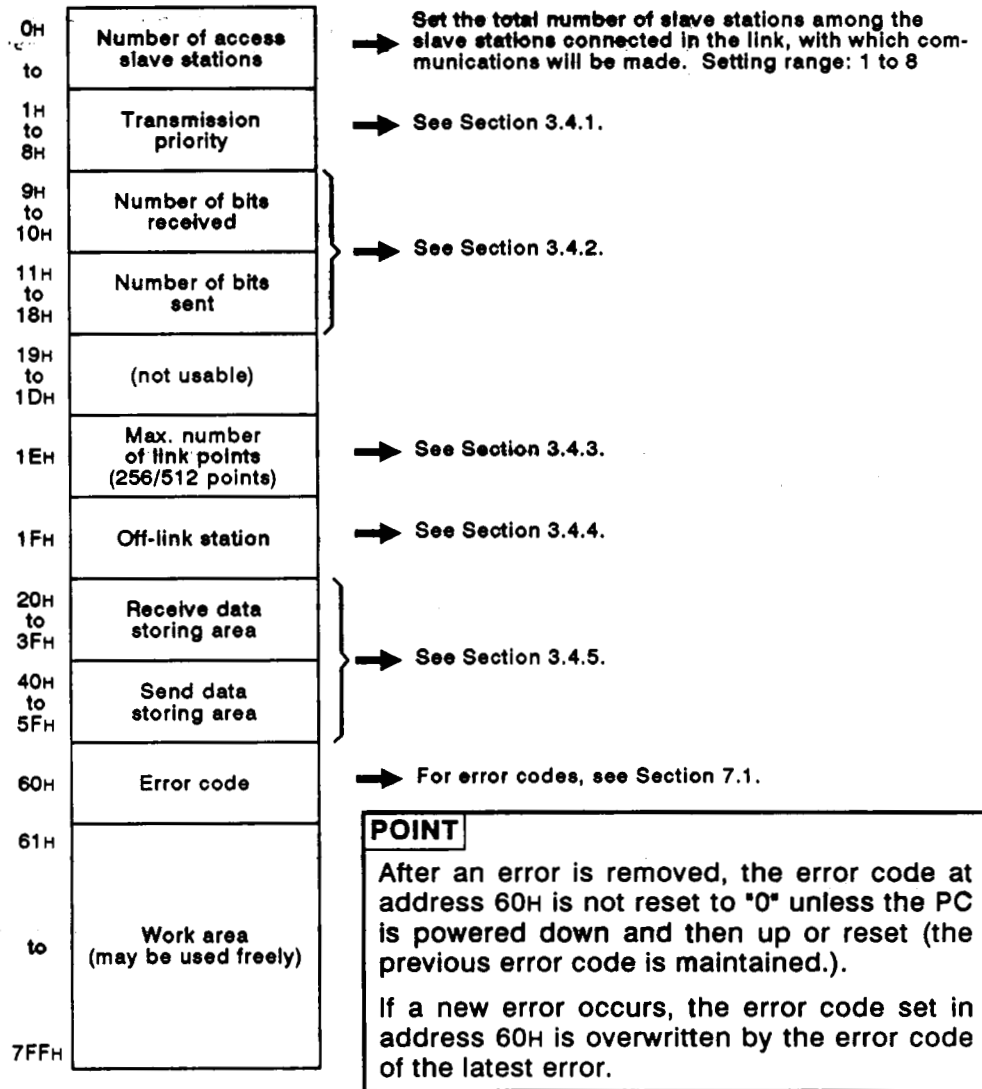 0H
to
Number of access
slave stations
Set the total number of slave stations among the
slave stations connected in the link, with which com-
munications will be made. Setting range: 1 to 8
1H
to
8H
Transmission
priority
See Section 3.4.1.
9H
to
10H
Number of bits
received
11H
to
18H
Number of bits
sent
See Section 3.4.2.
19H
to
1DH
(not usable)
1EH
Max. number
of link points
(256/512 points)
See Section 3.4.3.
1FH
Off-link station
See Section 3.4.4.
20H
to
3FH
Receive data
storing area
40H
to
5FH
Send data
storing area
See Section 3.4.5.
60H
Error code
For error codes, see Section 7.1.
61H
to
7FFH
Work area
(may be used freely)
POINT
After an error is removed, the error code at
address 60H is not reset to "0" unless the PC
is powered down and then up or reset (the
previous error code is maintained.).
If a new error occurs, the error code set in
address 60H is overwritten by the error code
of the latest error.